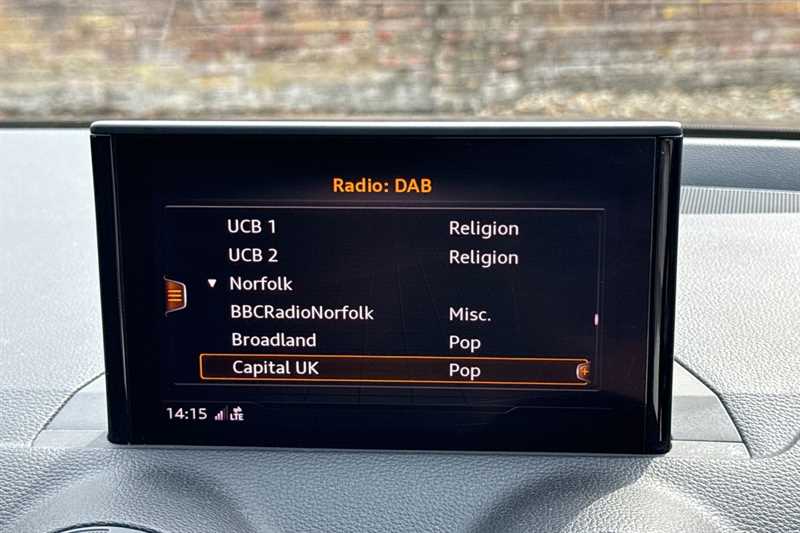 Radio: DAB
UCB 1 Religion
UCB 2 Religion
▼ Norfolk
BBCRadioNorfolk Misc.
Broadland Pop
Capital UK Pop
14:15 LTE